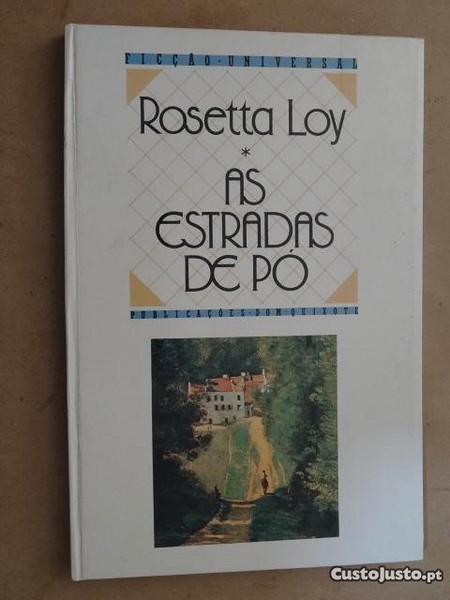 FICÇÃO · UNIVERSAL
Rosetta Loy
*
AS
ESTRADAS
DE PÓ
PUBLICAÇÕES · DOM · QUIXOTE
CustoJusto.pt